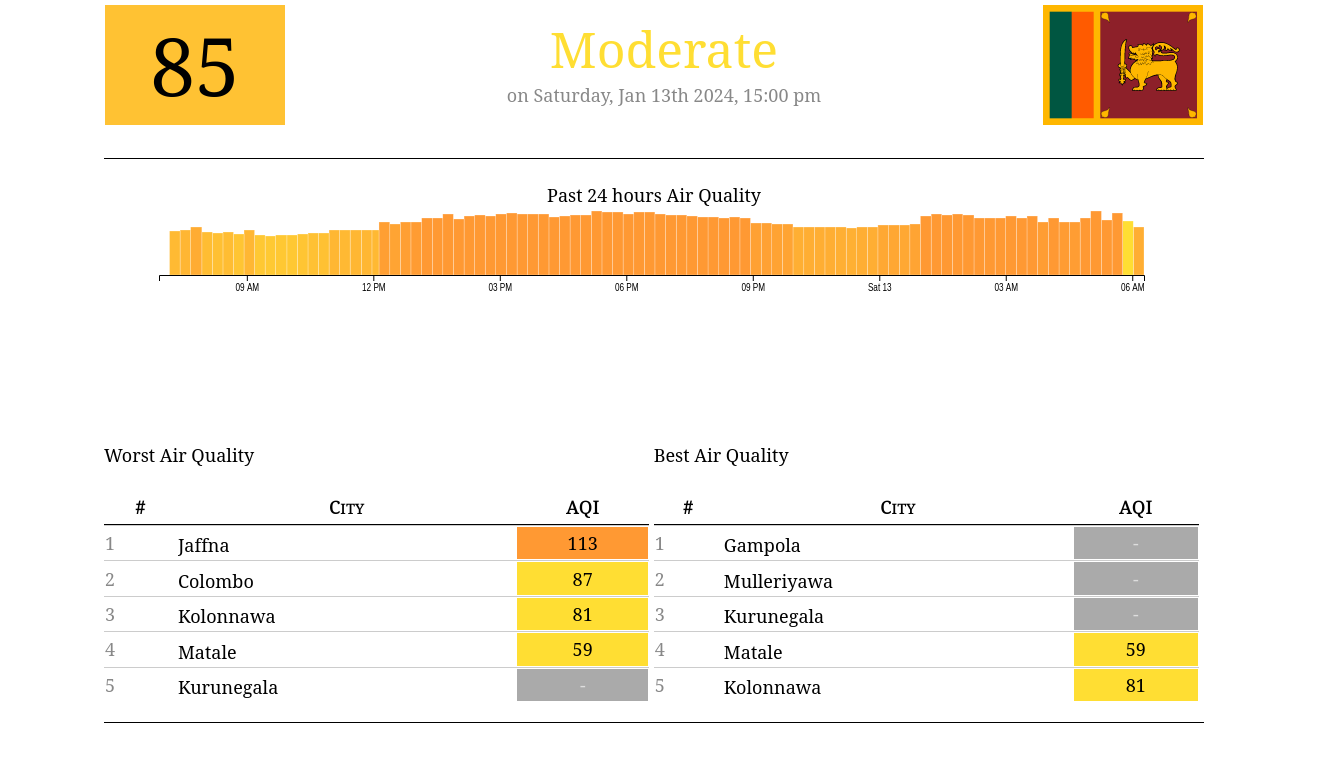 85
Moderate
on Saturday, Jan 13th 2024, 15:00 pm
Past 24 hours Air Quality
09 AM 12 PM 03 PM 06 PM 09 PM Sat 13 03 AM 06 AM
Worst Air Quality
# City AQI
1 Jaffna 113
2 Colombo 87
3 Kolonnawa 81
4 Matale 59
5 Kurunegala -
Best Air Quality
# City AQI
1 Gampola -
2 Mulleriyawa -
3 Kurunegala -
4 Matale 59
5 Kolonnawa 81